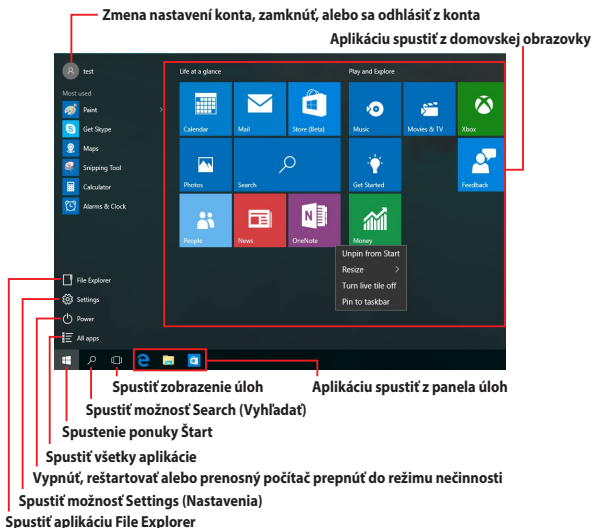 Zmena nastavení konta, zamknúť, alebo sa odhlásiť z konta
Aplikáciu spustiť z domovskej obrazovky
test
Life at a glance
Play and Explore
Most used
Paint
Get Skype
Maps
Snipping Tool
Calculator
Alarms & Clock
Calendar
Mail
Store (Beta)
Music
Movies & TV
Xbox
Photos
Search
Get Started
Feedback
People
News
N
OneNote
Money
Unpin from Start
Resize
Turn live tile off
Pin to taskbar
File Explorer
Settings
Power
All apps
Spustiť zobrazenie úloh
Aplikáciu spustiť z panela úloh
Spustiť možnosť Search (Vyhľadať)
Spustenie ponuky Štart
Spustiť všetky aplikácie
Vypnúť, reštartovať alebo prenosný počítač prepnúť do režimu nečinnosti
Spustiť možnosť Settings (Nastavenia)
Spustiť aplikáciu File Explorer